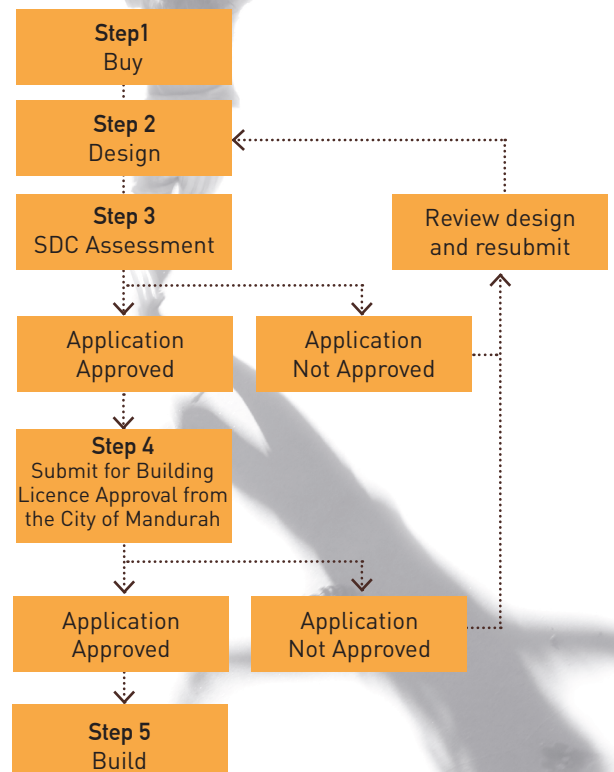 Step1
Buy
Step 2
Design
Step 3
SDC Assessment
Review design
and resubmit
Application
Approved
Application
Not Approved
Step 4
Submit for Building
Licence Approval from
the City of Mandurah
Application
Approved
Application
Not Approved
Step 5
Build